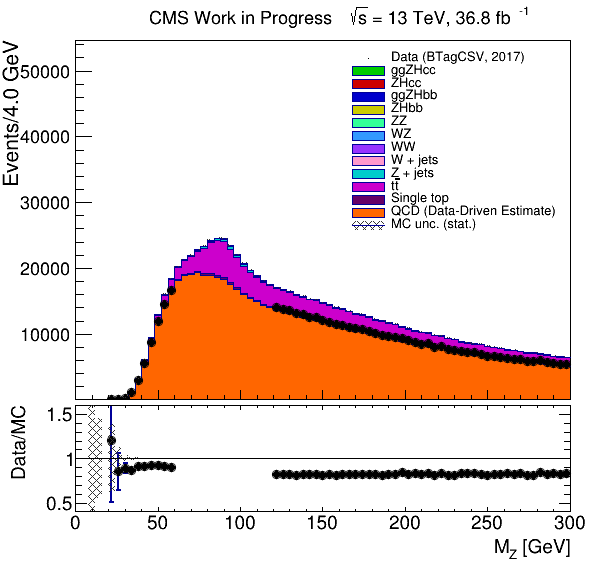 CMS Work in Progress √s = 13 TeV, 36.8 fb -1
Events/4.0 GeV
50000
40000
30000
20000
10000
Data (BTagCSV, 2017)
ggZHcc
ZHcc
ggZHbb
ZHbb
ZZ
WZ
WW
W + jets
Z + jets
tt̅
Single top
QCD (Data-Driven Estimate)
MC unc. (stat.)
Data/MC
1.5
1
0.5
0 50 100 150 200 250 300
M_Z [GeV]